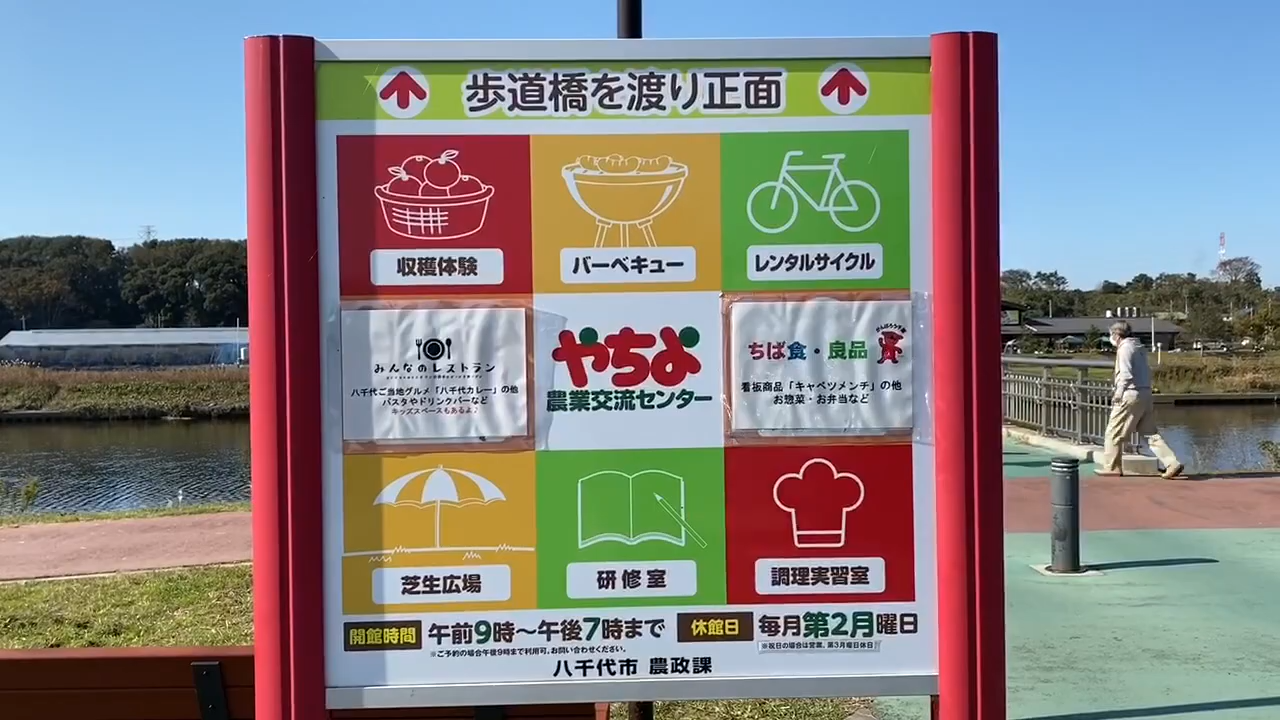 歩道橋を渡り正面
収穫体験
バーベキュー
レンタルサイクル
みんなのレストラン
八千代ご当地グルメ「八千代カレー」の他
パスタやドリンクバーなど
キッズスペースもあるよ♪
やちよ
農業交流センター
がんばろう千葉
ちば食・良品
看板商品「キャベツメンチ」の他
お惣菜・お弁当など
芝生広場
研修室
調理実習室
開館時間 午前9時～午後7時まで
※ご予約の場合午後9時まで利用可。お問い合わせください。
休館日 毎月第2月曜日
※祝日の場合は営業、第3月曜日休日
八千代市 農政課